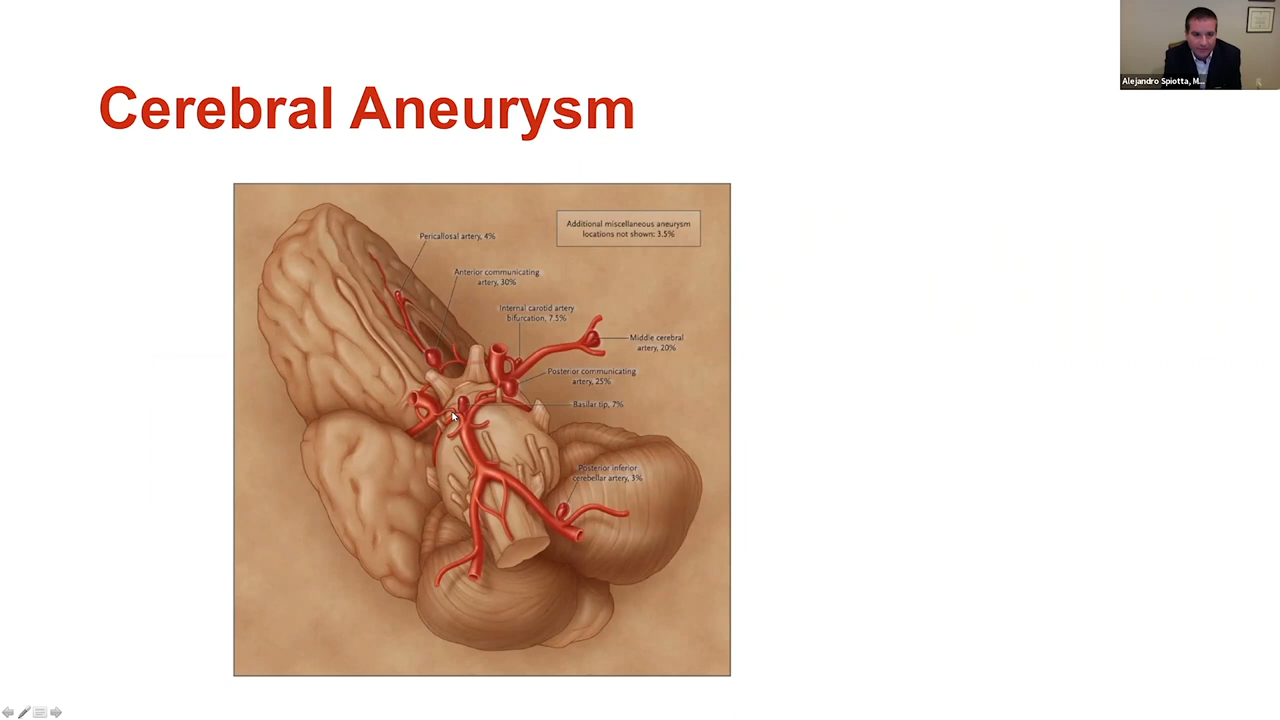 Alejandro Spiotta, M...
Cerebral Aneurysm
Additional miscellaneous aneurysm
locations not shown: 3.5%
Pericallosal artery, 4%
Anterior communicating
artery, 30%
Internal carotid artery
bifurcation, 7.5%
Middle cerebral
artery, 20%
Posterior communicating
artery, 25%
Basilar tip, 7%
Posterior inferior
cerebellar artery, 3%